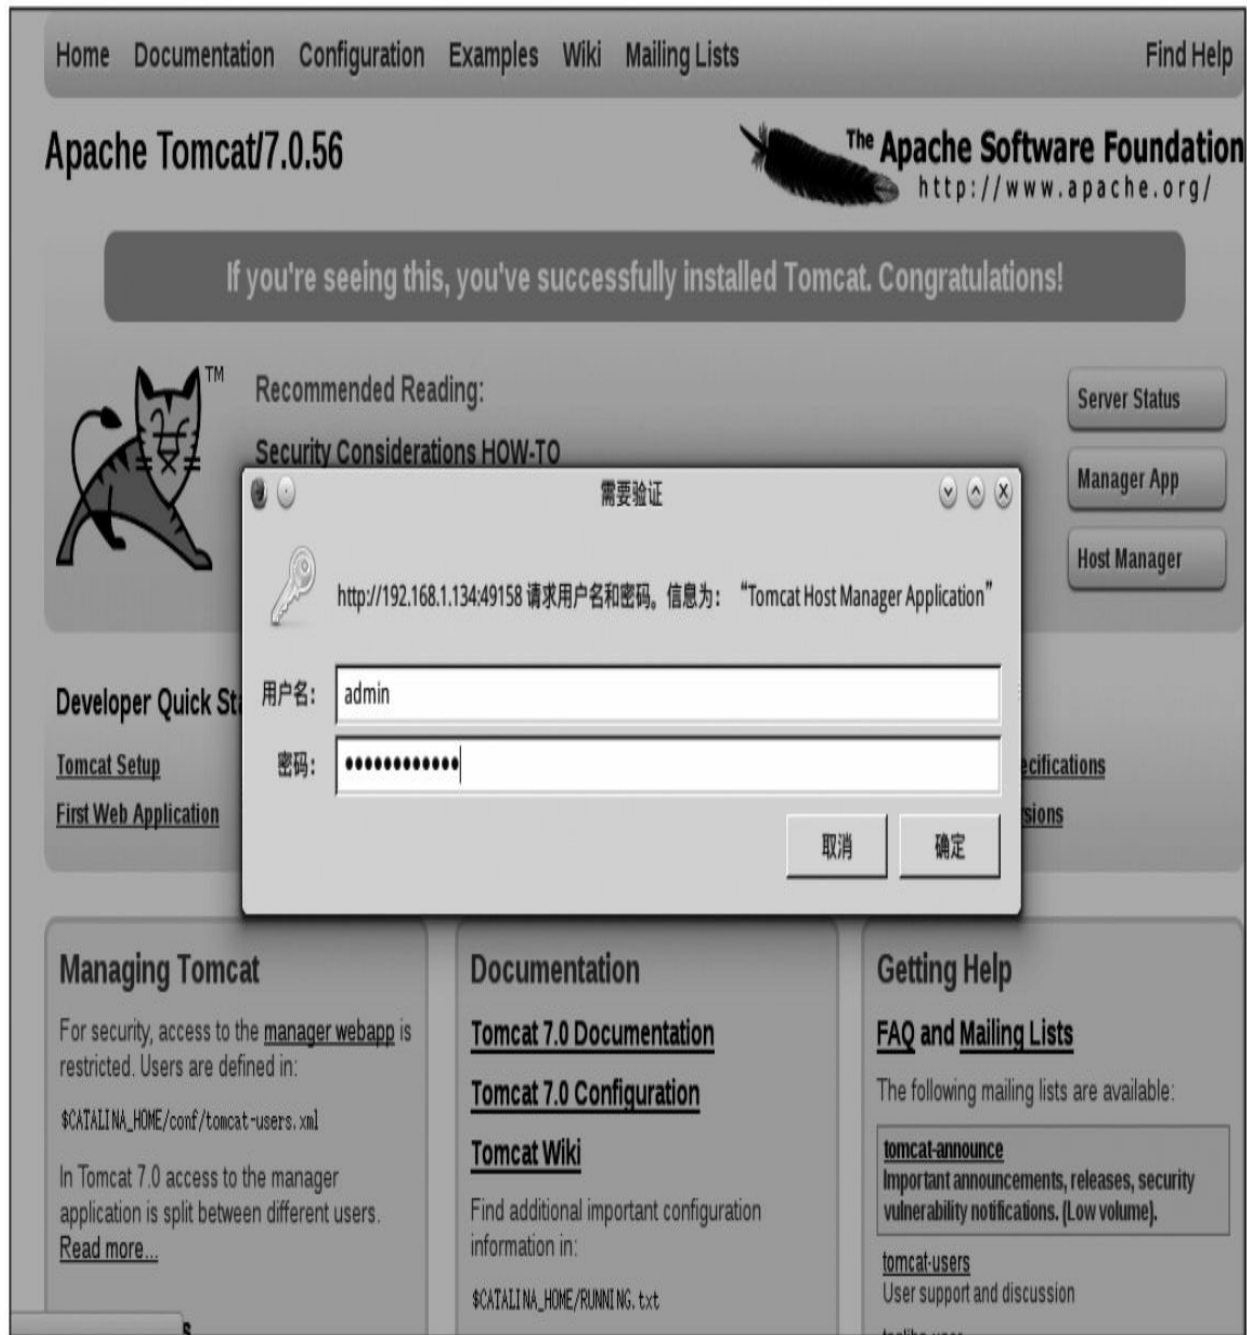 Home Documentation Configuration Examples Wiki Mailing Lists Find Help
Apache Tomcat/7.0.56
The Apache Software Foundation
http://www.apache.org/
If you're seeing this, you've successfully installed Tomcat. Congratulations!
TM
Recommended Reading:
Security Considerations HOW-TO
Server Status
Manager App
Host Manager
需要验证
http://192.168.1.134:49158 请求用户名和密码。信息为： “Tomcat Host Manager Application”
用户名： admin
密码： ••••••••••••
取消 确定
Developer Quick Sta
Tomcat Setup
First Web Application
ecifications
sions
Managing Tomcat
For security, access to the manager webapp is
restricted. Users are defined in:
$CATALINA_HOME/conf/tomcat-users.xml
In Tomcat 7.0 access to the manager
application is split between different users.
Read more...
Documentation
Tomcat 7.0 Documentation
Tomcat 7.0 Configuration
Tomcat Wiki
Find additional important configuration
information in:
$CATALINA_HOME/RUNNING.txt
Getting Help
FAQ and Mailing Lists
The following mailing lists are available:
tomcat-announce
Important announcements, releases, security
vulnerability notifications. (Low volume).
tomcat-users
User support and discussion